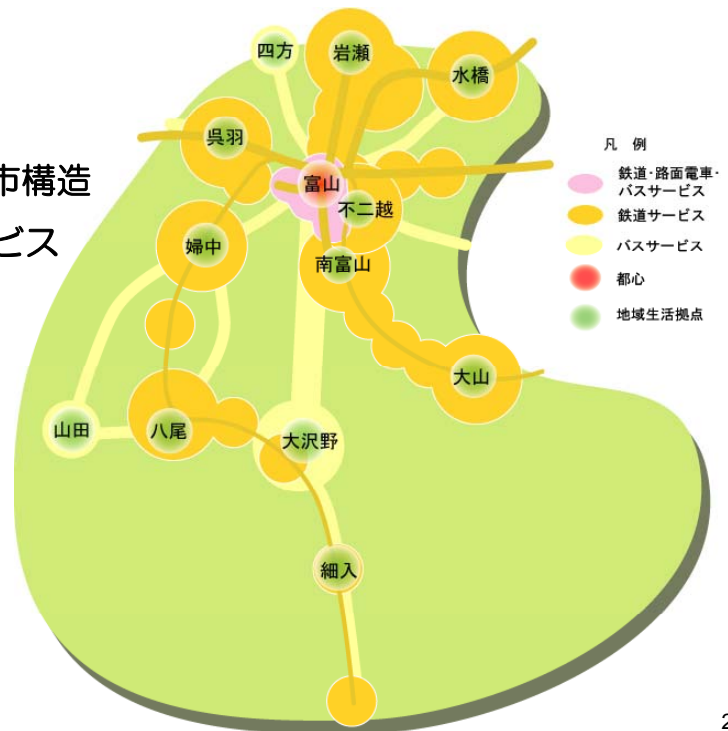 四方
岩瀬
水橋
呉羽
凡 例
市構造
鉄道・路面電車・
バスサービス
富山
不二越
鉄道サービス
ビス
婦中
バスサービス
南富山
都心
地域生活拠点
大山
山田
八尾
大沢野
細入
2